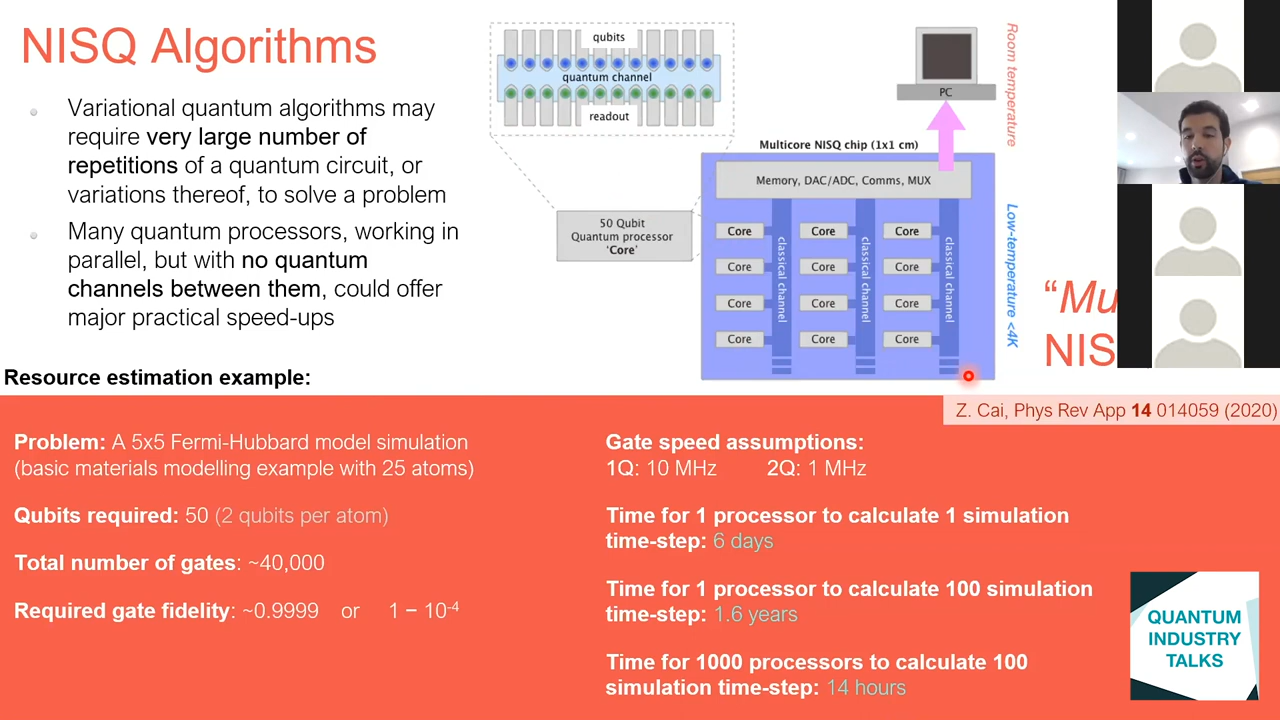 NISQ Algorithms
Variational quantum algorithms may
require very large number of
repetitions of a quantum circuit, or
variations thereof, to solve a problem
Many quantum processors, working in
parallel, but with no quantum
channels between them, could offer
major practical speed-ups
qubits
quantum channel
readout
50 Qubit
Quantum processor
'Core'
PC
Room temperature
Multicore NISQ chip (1x1 cm)
Memory, DAC/ADC, Comms, MUX
Core Core Core
Core Core Core
Core Core Core
Core Core Core
classical channel
classical channel
classical channel
Low-temperature <4K
“Mu
NIS
Resource estimation example:
Z. Cai, Phys Rev App 14 014059 (2020)
Problem: A 5x5 Fermi-Hubbard model simulation
(basic materials modelling example with 25 atoms)
Qubits required: 50 (2 qubits per atom)
Total number of gates: ~40,000
Required gate fidelity: ~0.9999 or 1 − 10-4
Gate speed assumptions:
1Q: 10 MHz 2Q: 1 MHz
Time for 1 processor to calculate 1 simulation
time-step: 6 days
Time for 1 processor to calculate 100 simulation
time-step: 1.6 years
Time for 1000 processors to calculate 100
simulation time-step: 14 hours
QUANTUM
INDUSTRY
TALKS